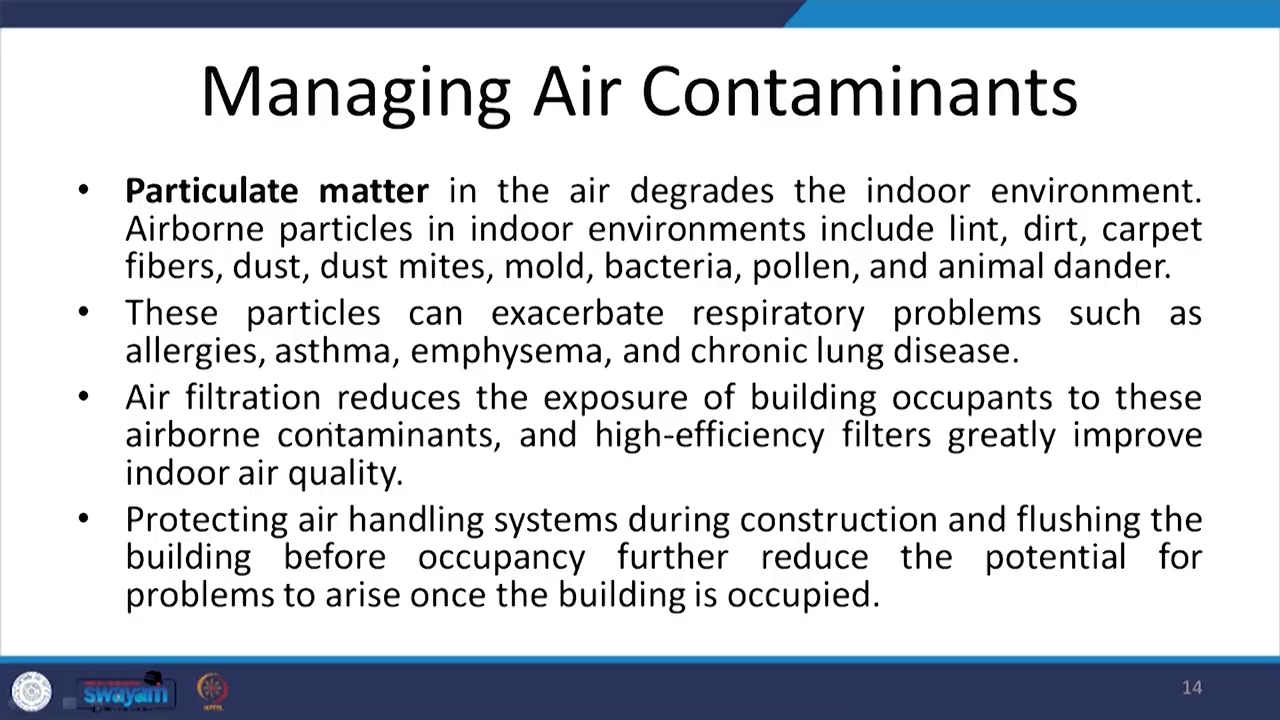 Managing Air Contaminants
• Particulate matter in the air degrades the indoor environment.
Airborne particles in indoor environments include lint, dirt, carpet
fibers, dust, dust mites, mold, bacteria, pollen, and animal dander.
• These particles can exacerbate respiratory problems such as
allergies, asthma, emphysema, and chronic lung disease.
• Air filtration reduces the exposure of building occupants to these
airborne contaminants, and high-efficiency filters greatly improve
indoor air quality.
• Protecting air handling systems during construction and flushing the
building before occupancy further reduce the potential for
problems to arise once the building is occupied.
swayam
14